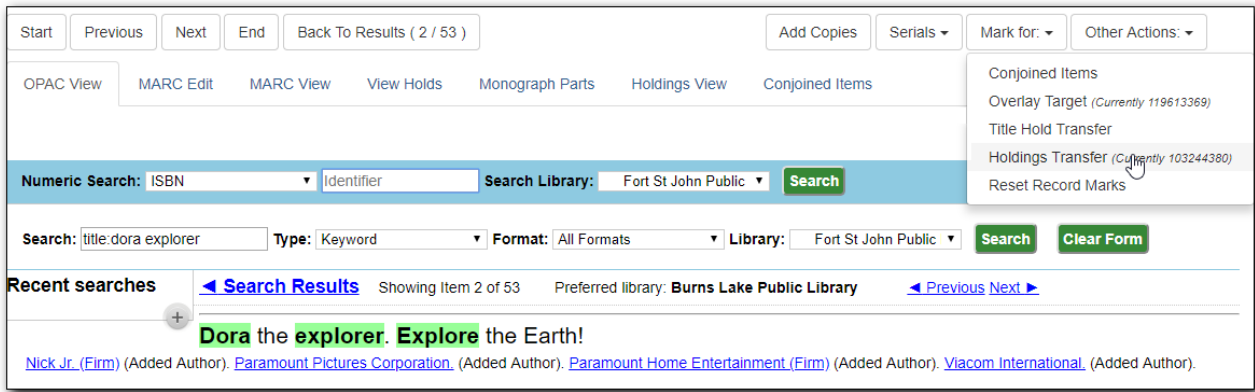 Start Previous Next End Back To Results ( 2 / 53 ) Add Copies Serials Mark for: Other Actions:
OPAC View MARC Edit MARC View View Holds Monograph Parts Holdings View Conjoined Items
Conjoined Items
Overlay Target (Currently 119613369)
Title Hold Transfer
Holdings Transfer (Currently 103244380)
Reset Record Marks
Numeric Search: ISBN Identifier Search Library: Fort St John Public Search
Search: title:dora explorer Type: Keyword Format: All Formats Library: Fort St John Public Search Clear Form
Recent searches ◄ Search Results Showing Item 2 of 53 Preferred library: Burns Lake Public Library ◄ Previous Next ►
+
Dora the explorer. Explore the Earth!
Nick Jr. (Firm) (Added Author). Paramount Pictures Corporation. (Added Author). Paramount Home Entertainment (Firm) (Added Author). Viacom International. (Added Author).